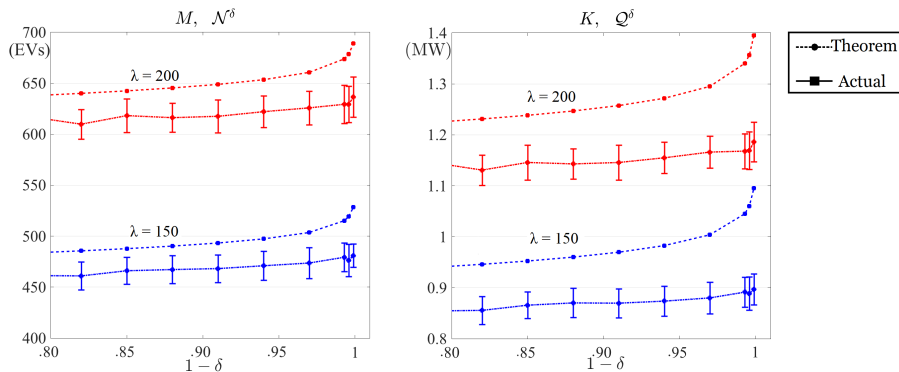 M, N^δ
K, Q^δ
700
(EVs)
650
600
550
500
450
400
λ = 200
λ = 150
.80
.85
.90
.95
1
1 − δ
1.4
(MW)
1.3
1.2
1.1
1
0.9
0.8
λ = 200
λ = 150
.80
.85
.90
.95
1
1 − δ
Theorem
Actual